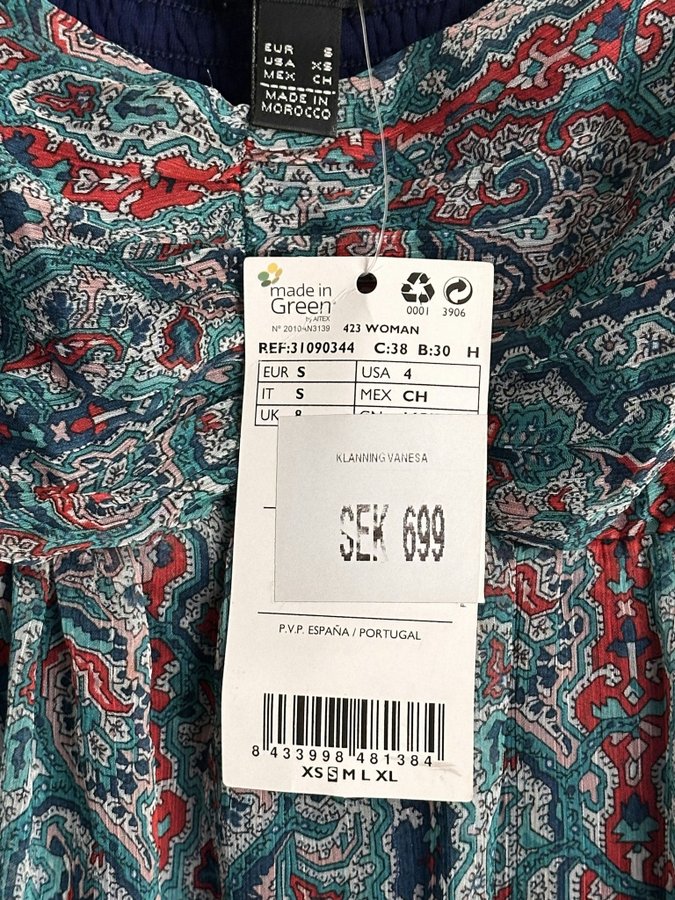 EUR S
USA XS
MEX CH
MADE IN
MOROCCO
made in
Green
by AITEX
Nº 2010AN3139
0001 3906
423 WOMAN
REF:31090344 C:38 B:30 H
EUR S USA 4
IT S MEX CH
UK 8
KLANNING VANESA
SEK 699
P.V.P. ESPAÑA / PORTUGAL
8 433998 481384
XS S M L XL